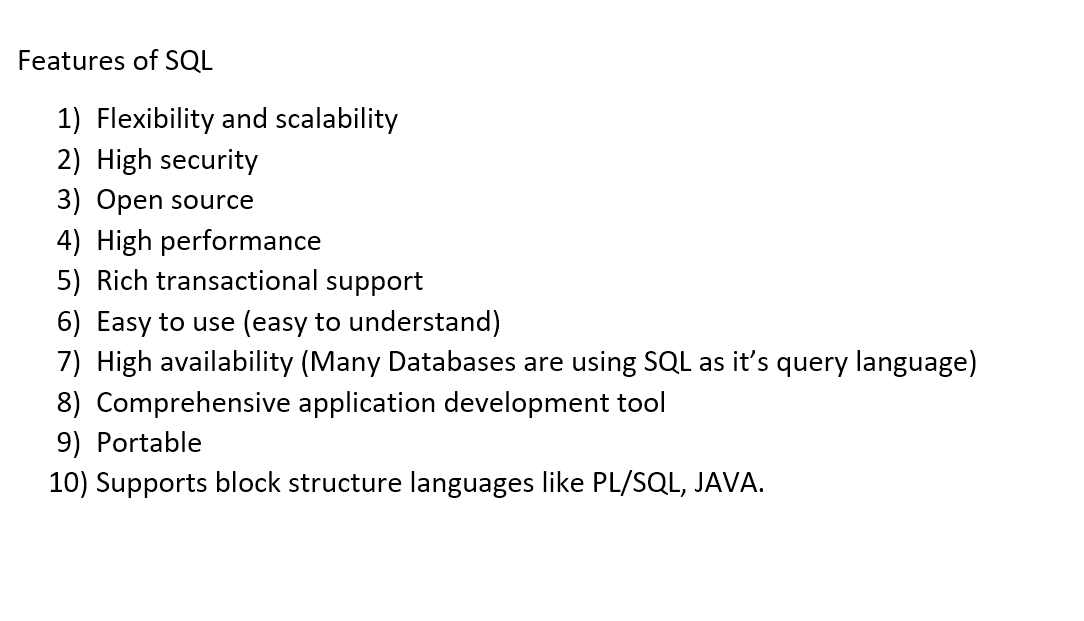 Features of SQL
1) Flexibility and scalability
2) High security
3) Open source
4) High performance
5) Rich transactional support
6) Easy to use (easy to understand)
7) High availability (Many Databases are using SQL as it’s query language)
8) Comprehensive application development tool
9) Portable
10) Supports block structure languages like PL/SQL, JAVA.